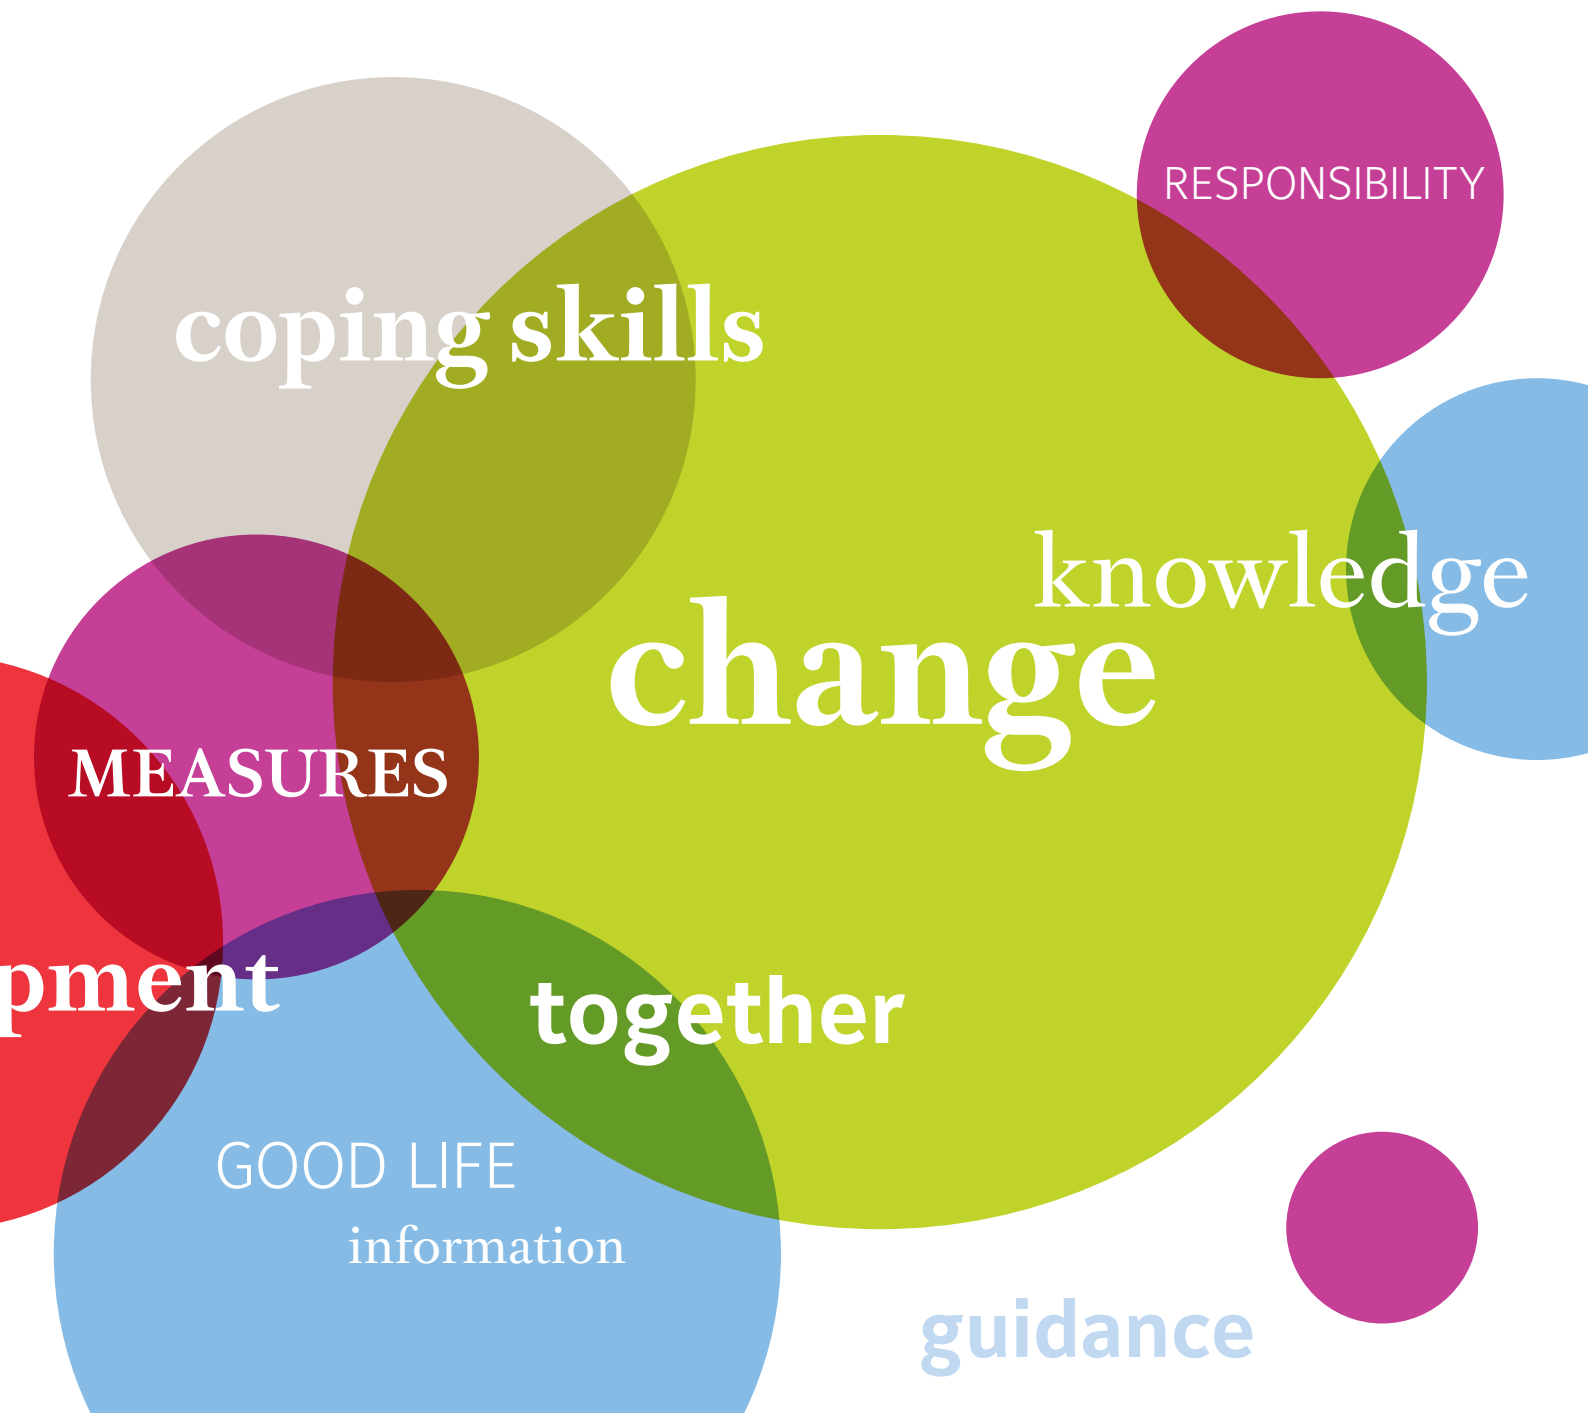 RESPONSIBILITY
coping skills
knowledge
change
MEASURES
pment
together
GOOD LIFE
information
guidance